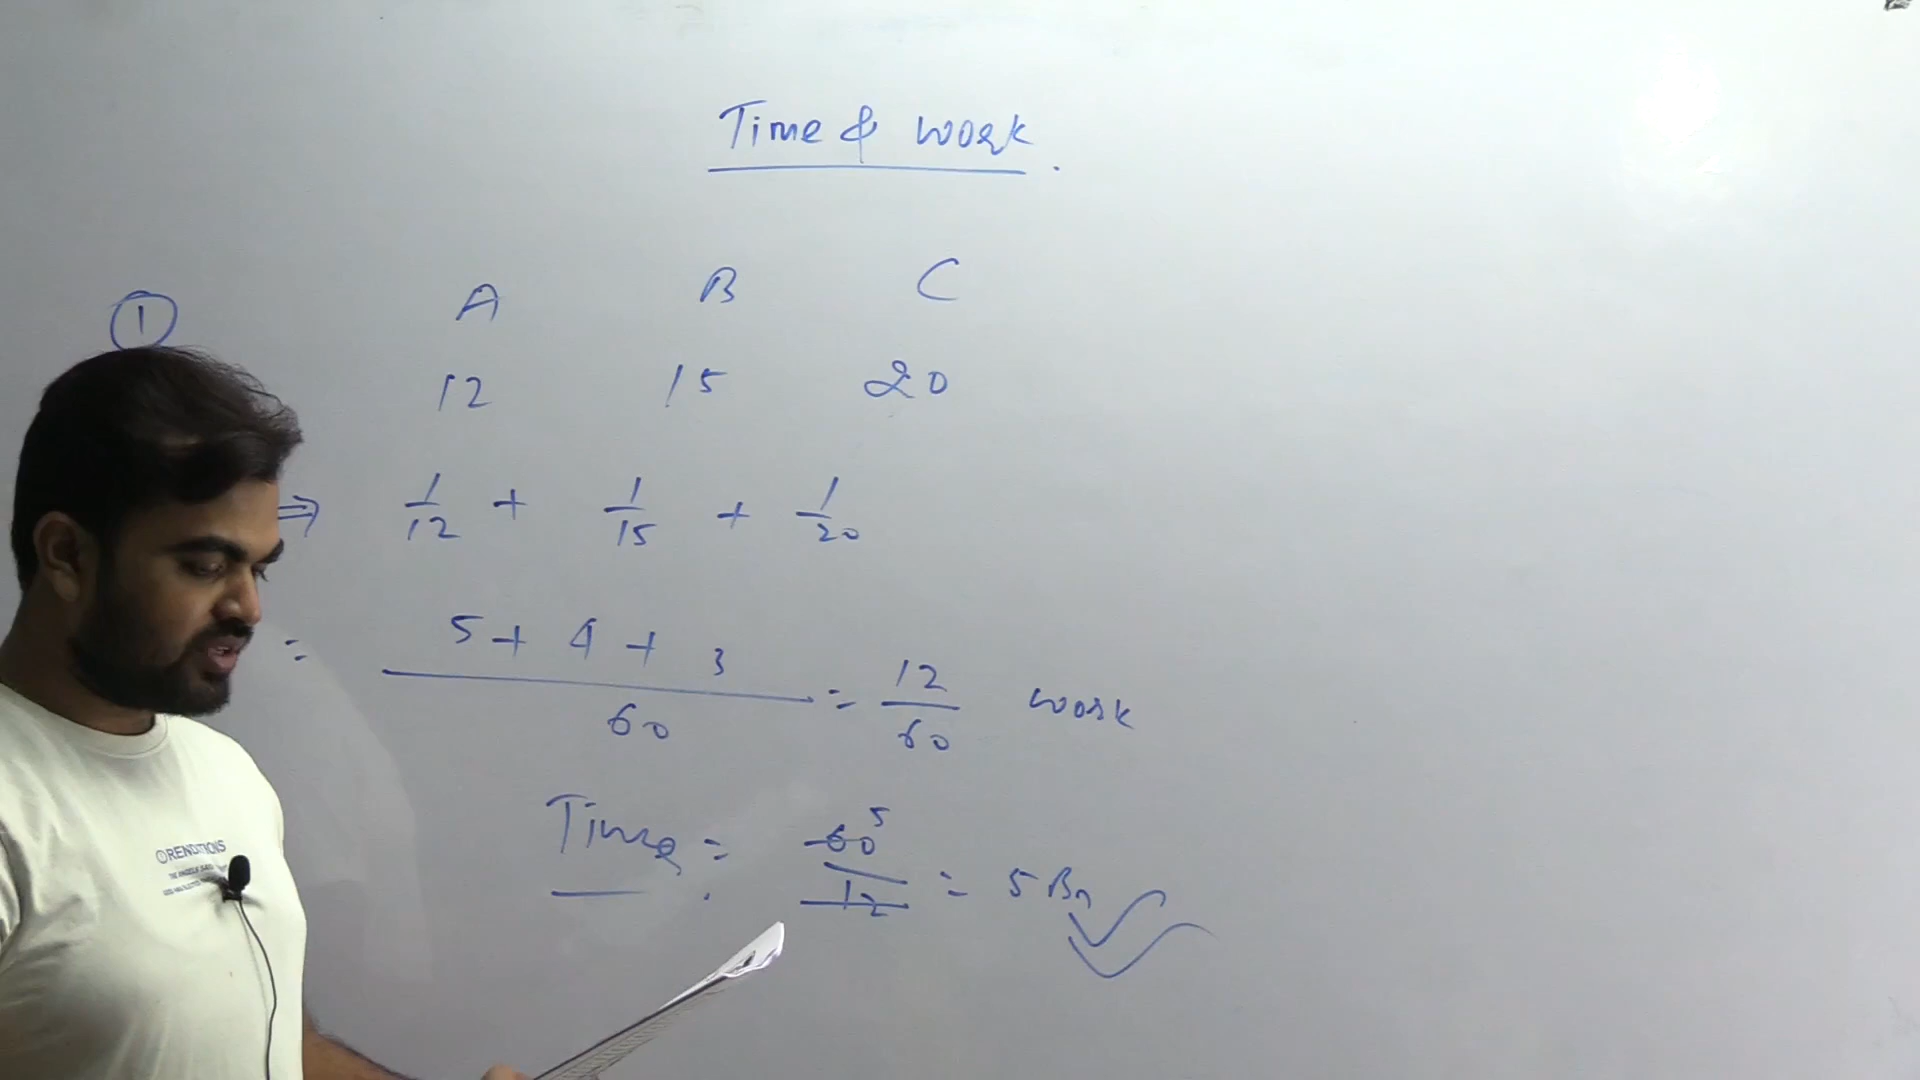 Time & work.
① A B C
12 15 20
⇒ 1/12 + 1/15 + 1/20
= 5 + 4 + 3 / 60 = 12/60 work
Time = 60/12 5 = 5
RENDITIONS